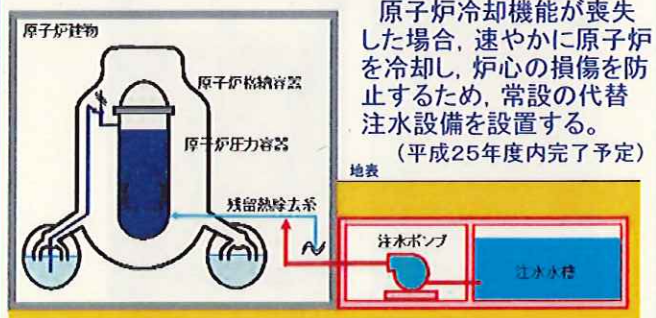 原子炉冷却機能が喪失
した場合，速やかに原子炉
を冷却し，炉心の損傷を防
止するため，常設の代替
注水設備を設置する。
（平成25年度内完了予定）
原子炉建物
原子炉格納容器
原子炉圧力容器
残留熱除去系
地表
注水ポンプ
注水水槽